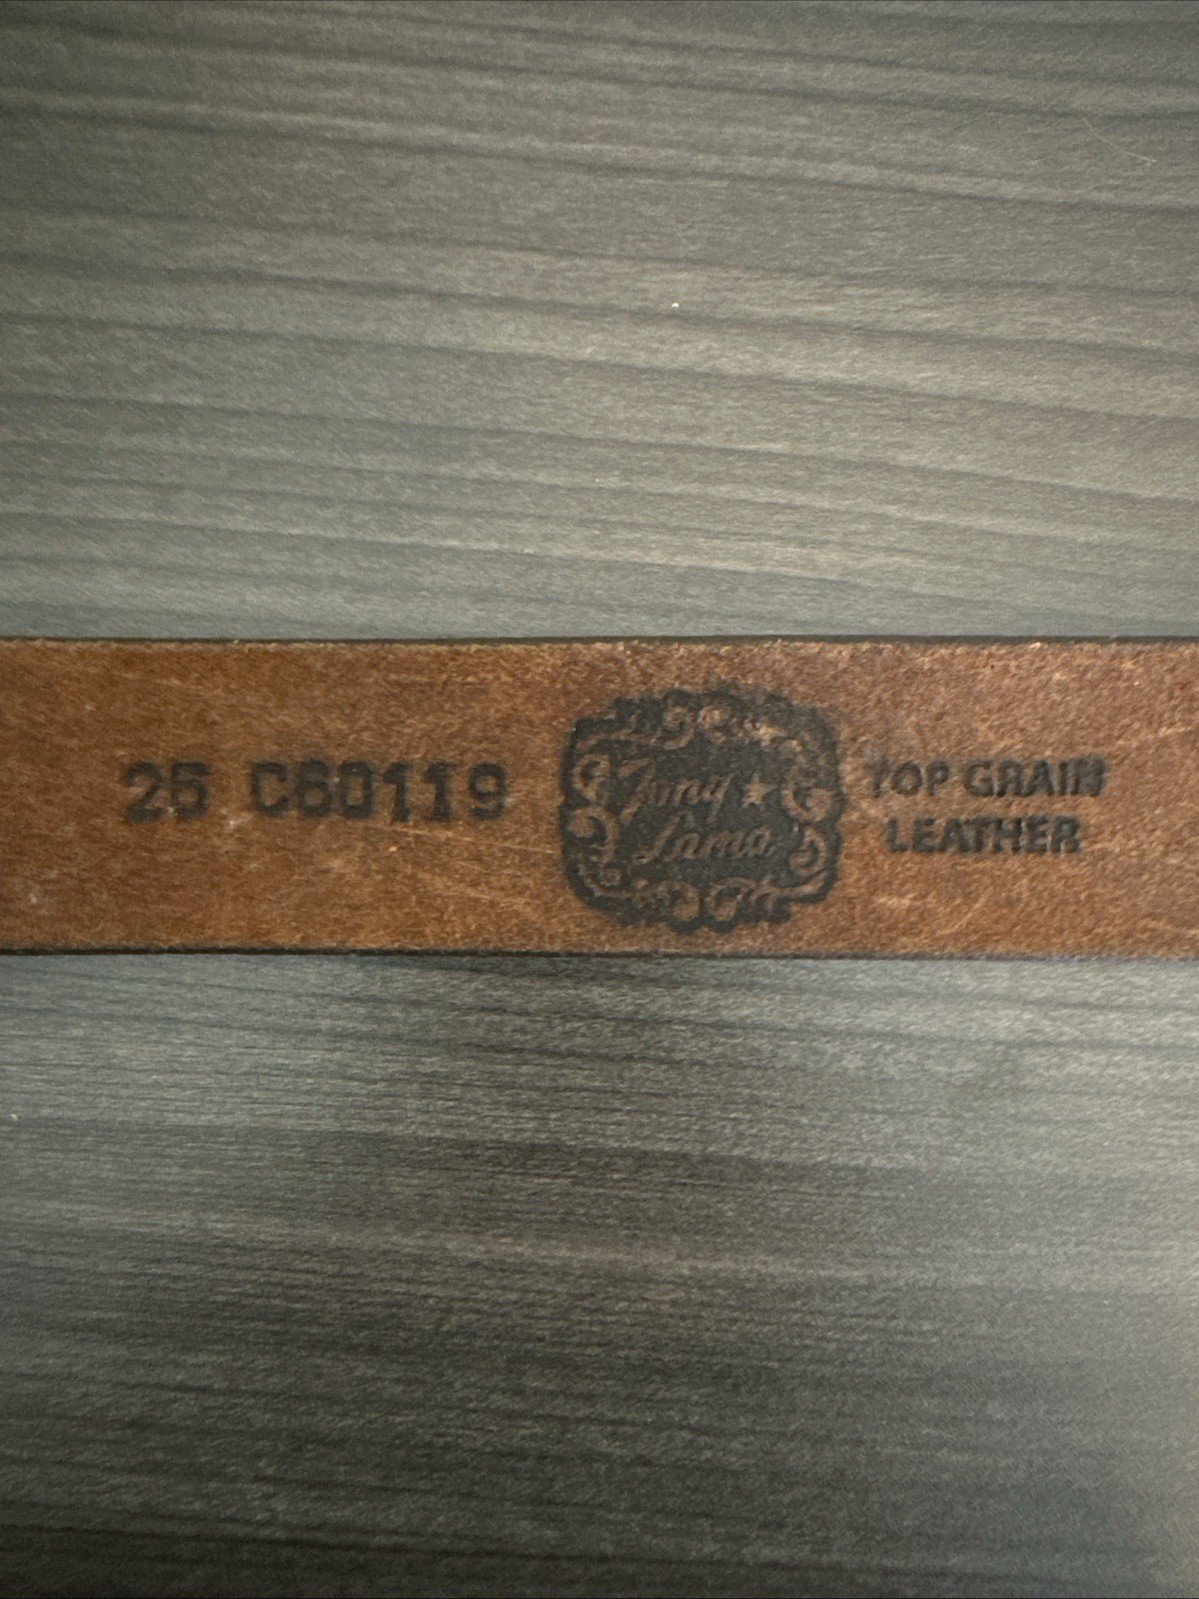 25 C60119
Tony Lama
TOP GRAIN
LEATHER